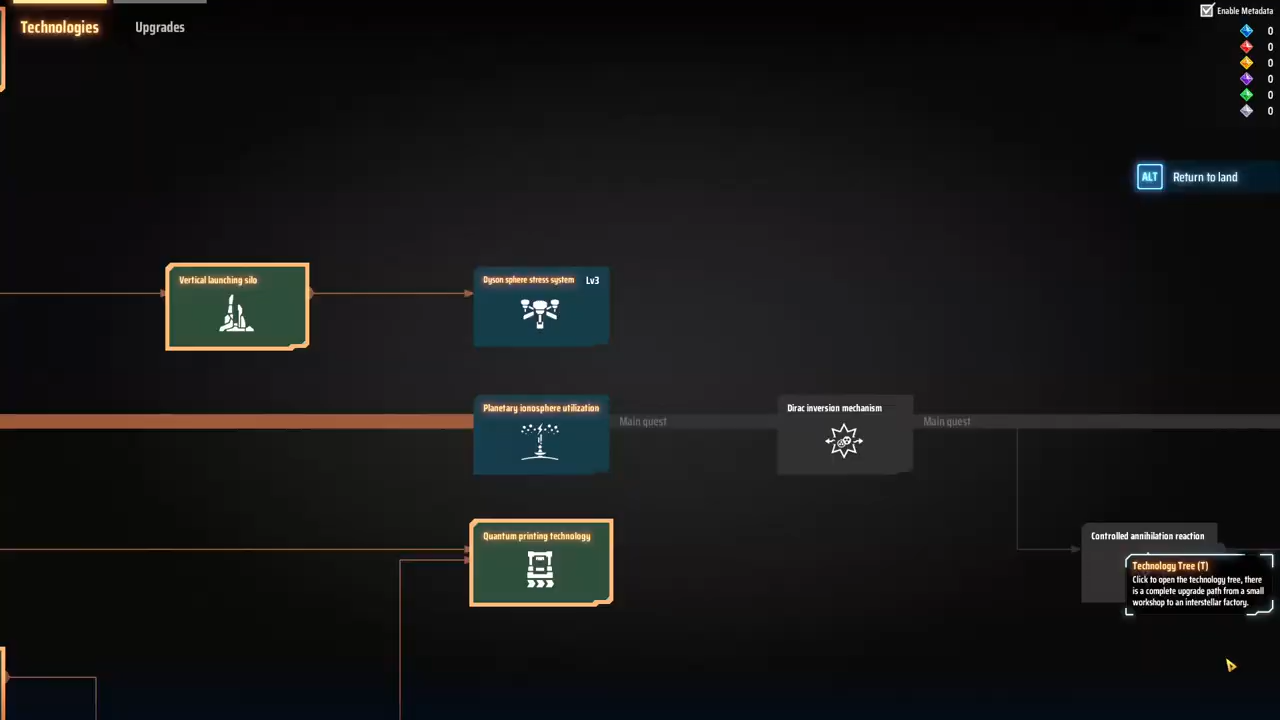 Technologies
Upgrades
Enable Metadata
0
0
0
0
0
0
ALT Return to land
Vertical launching silo
Dyson sphere stress system Lv3
Planetary ionosphere utilization
Main quest
Dirac inversion mechanism
Main quest
Quantum printing technology
Controlled annihilation reaction
Technology Tree (T)
Click to open the technology tree, there
is a complete upgrade path from a small
workshop to an interstellar factory.